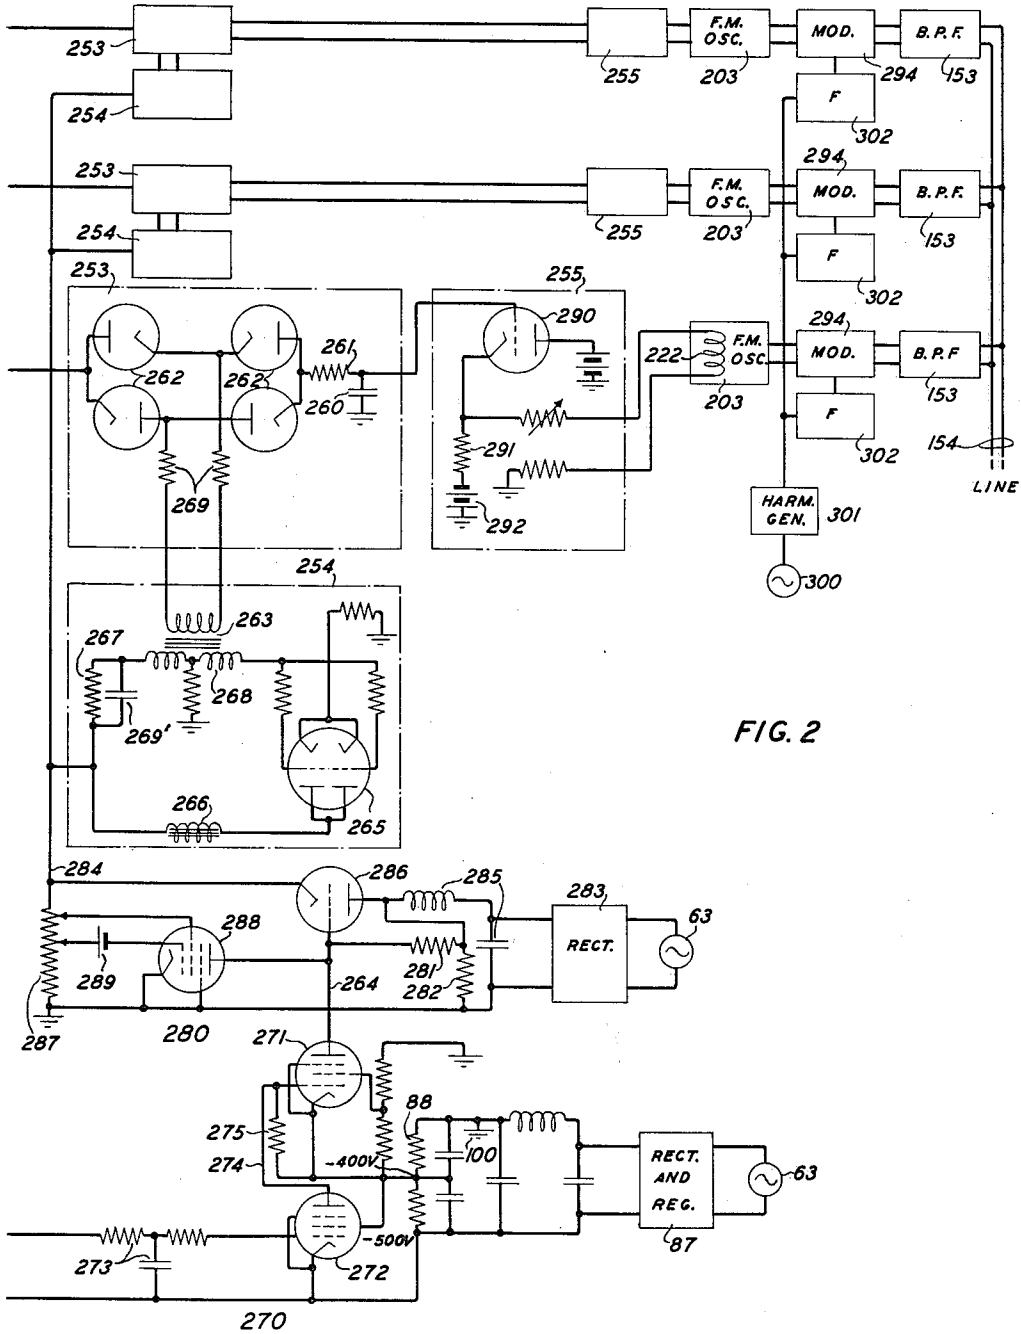 253
255
F.M.
OSC.
203
MOD.
294
B.P.F.
153
254
F
302
253
255
F.M.
OSC.
203
294
MOD.
B.P.F.
153
254
F
302
253
262
262
261
260
269
255
290
291
292
222
F.M.
OSC.
203
294
MOD.
B.P.F
153
F
302
154
LINE
HARM.
GEN.
301
300
254
263
267
268
269'
266
265
FIG. 2
284
286
285
283
RECT.
63
288
289
281
282
264
287
280
271
88
275
274
-400V
100
RECT.
AND
REG.
63
87
-500V
273
272
270